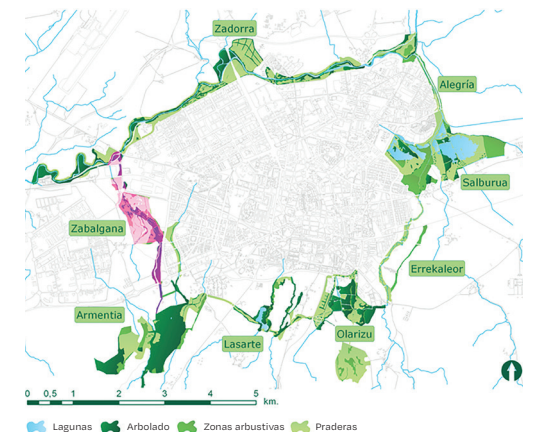 Zadorra
Alegría
Salburua
Zabalgana
Errekaleor
Armentia
Olarizu
Lasarte
0 0,5 1 2 3 4 5 km.
Lagunas Arbolado Zonas arbustivas Praderas